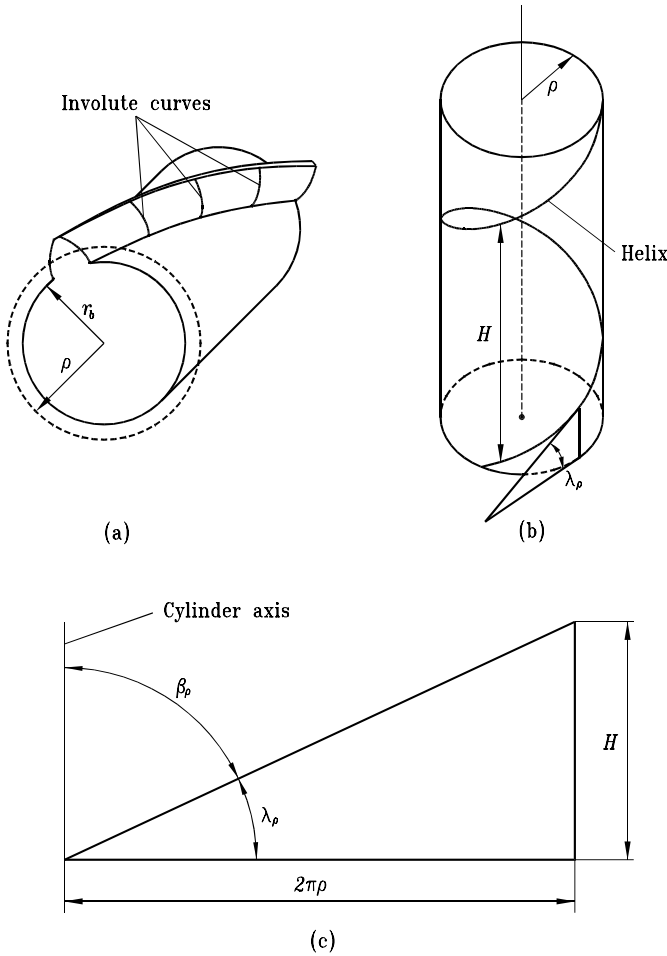 Involute curves
r_b
ρ
(a)
ρ
Helix
H
λ_ρ
(b)
Cylinder axis
β_ρ
λ_ρ
H
2πρ
(c)